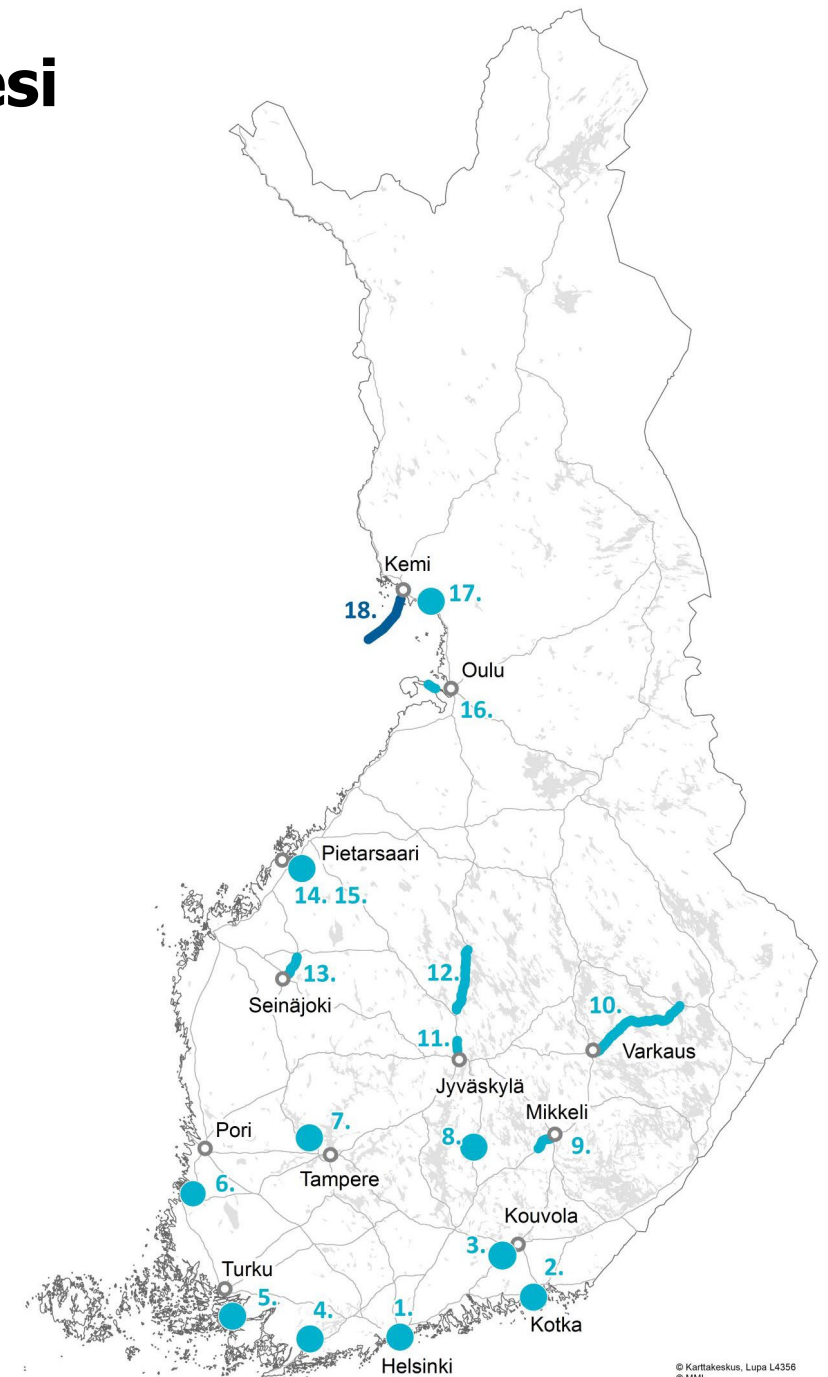 esi
Kemi
17.
18.
Oulu
16.
Pietarsaari
14. 15.
13.
12.
Seinäjoki
10.
11.
Varkaus
Jyväskylä
Mikkeli
Pori
7.
8.
9.
Tampere
6.
Kouvola
3.
2.
Turku
5.
4.
1.
Kotka
Helsinki
© Karttakeskus, Lupa L4356
© MML